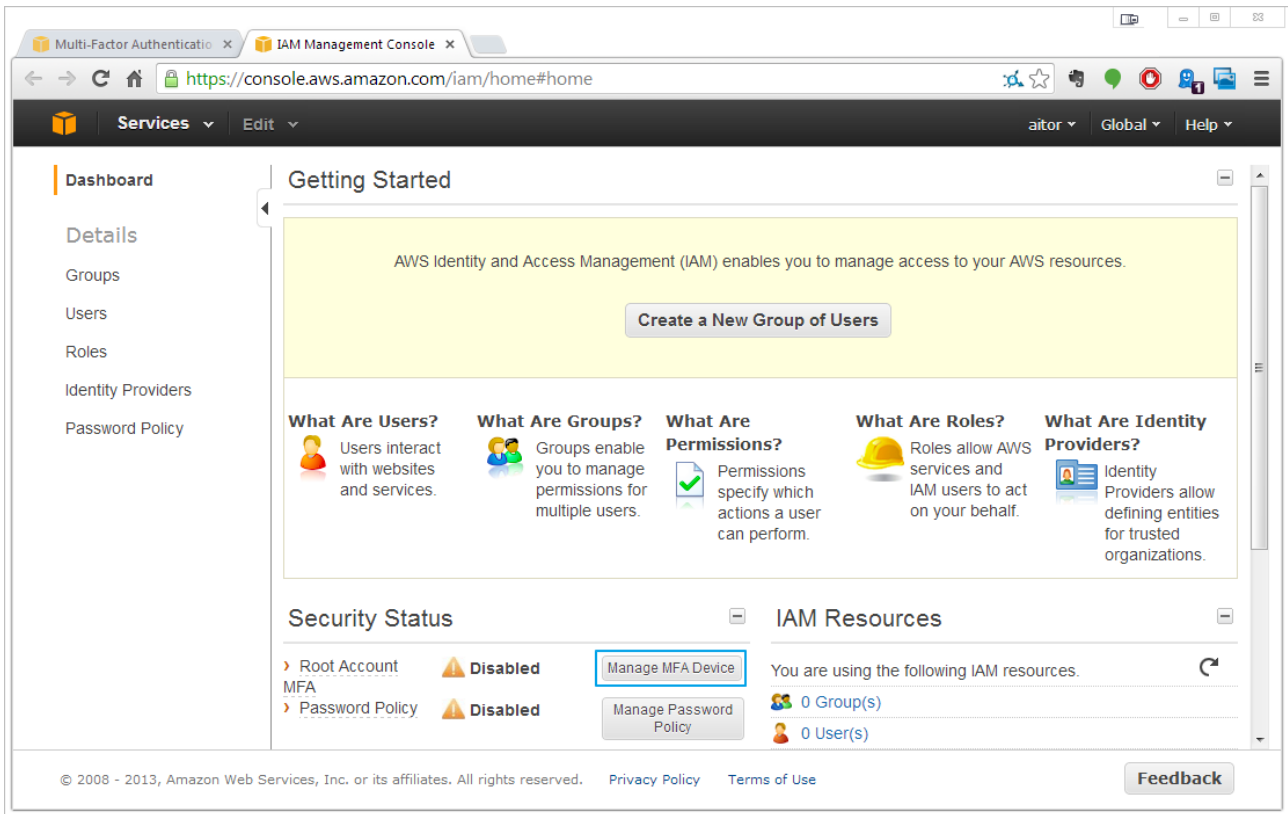 Multi-Factor Authenticatio
IAM Management Console
https://console.aws.amazon.com/iam/home#home
1
Services
Edit
aitor
Global
Help
Dashboard
Details
Groups
Users
Roles
Identity Providers
Password Policy
Getting Started
AWS Identity and Access Management (IAM) enables you to manage access to your AWS resources.
Create a New Group of Users
What Are Users?
Users interact
with websites
and services.
What Are Groups?
Groups enable
you to manage
permissions for
multiple users.
What Are
Permissions?
Permissions
specify which
actions a user
can perform.
What Are Roles?
Roles allow AWS
services and
IAM users to act
on your behalf.
What Are Identity
Providers?
Identity
Providers allow
defining entities
for trusted
organizations.
Security Status
Root Account
MFA
Disabled
Manage MFA Device
Password Policy
Disabled
Manage Password
Policy
IAM Resources
You are using the following IAM resources.
0 Group(s)
0 User(s)
© 2008 - 2013, Amazon Web Services, Inc. or its affiliates. All rights reserved.
Privacy Policy
Terms of Use
Feedback